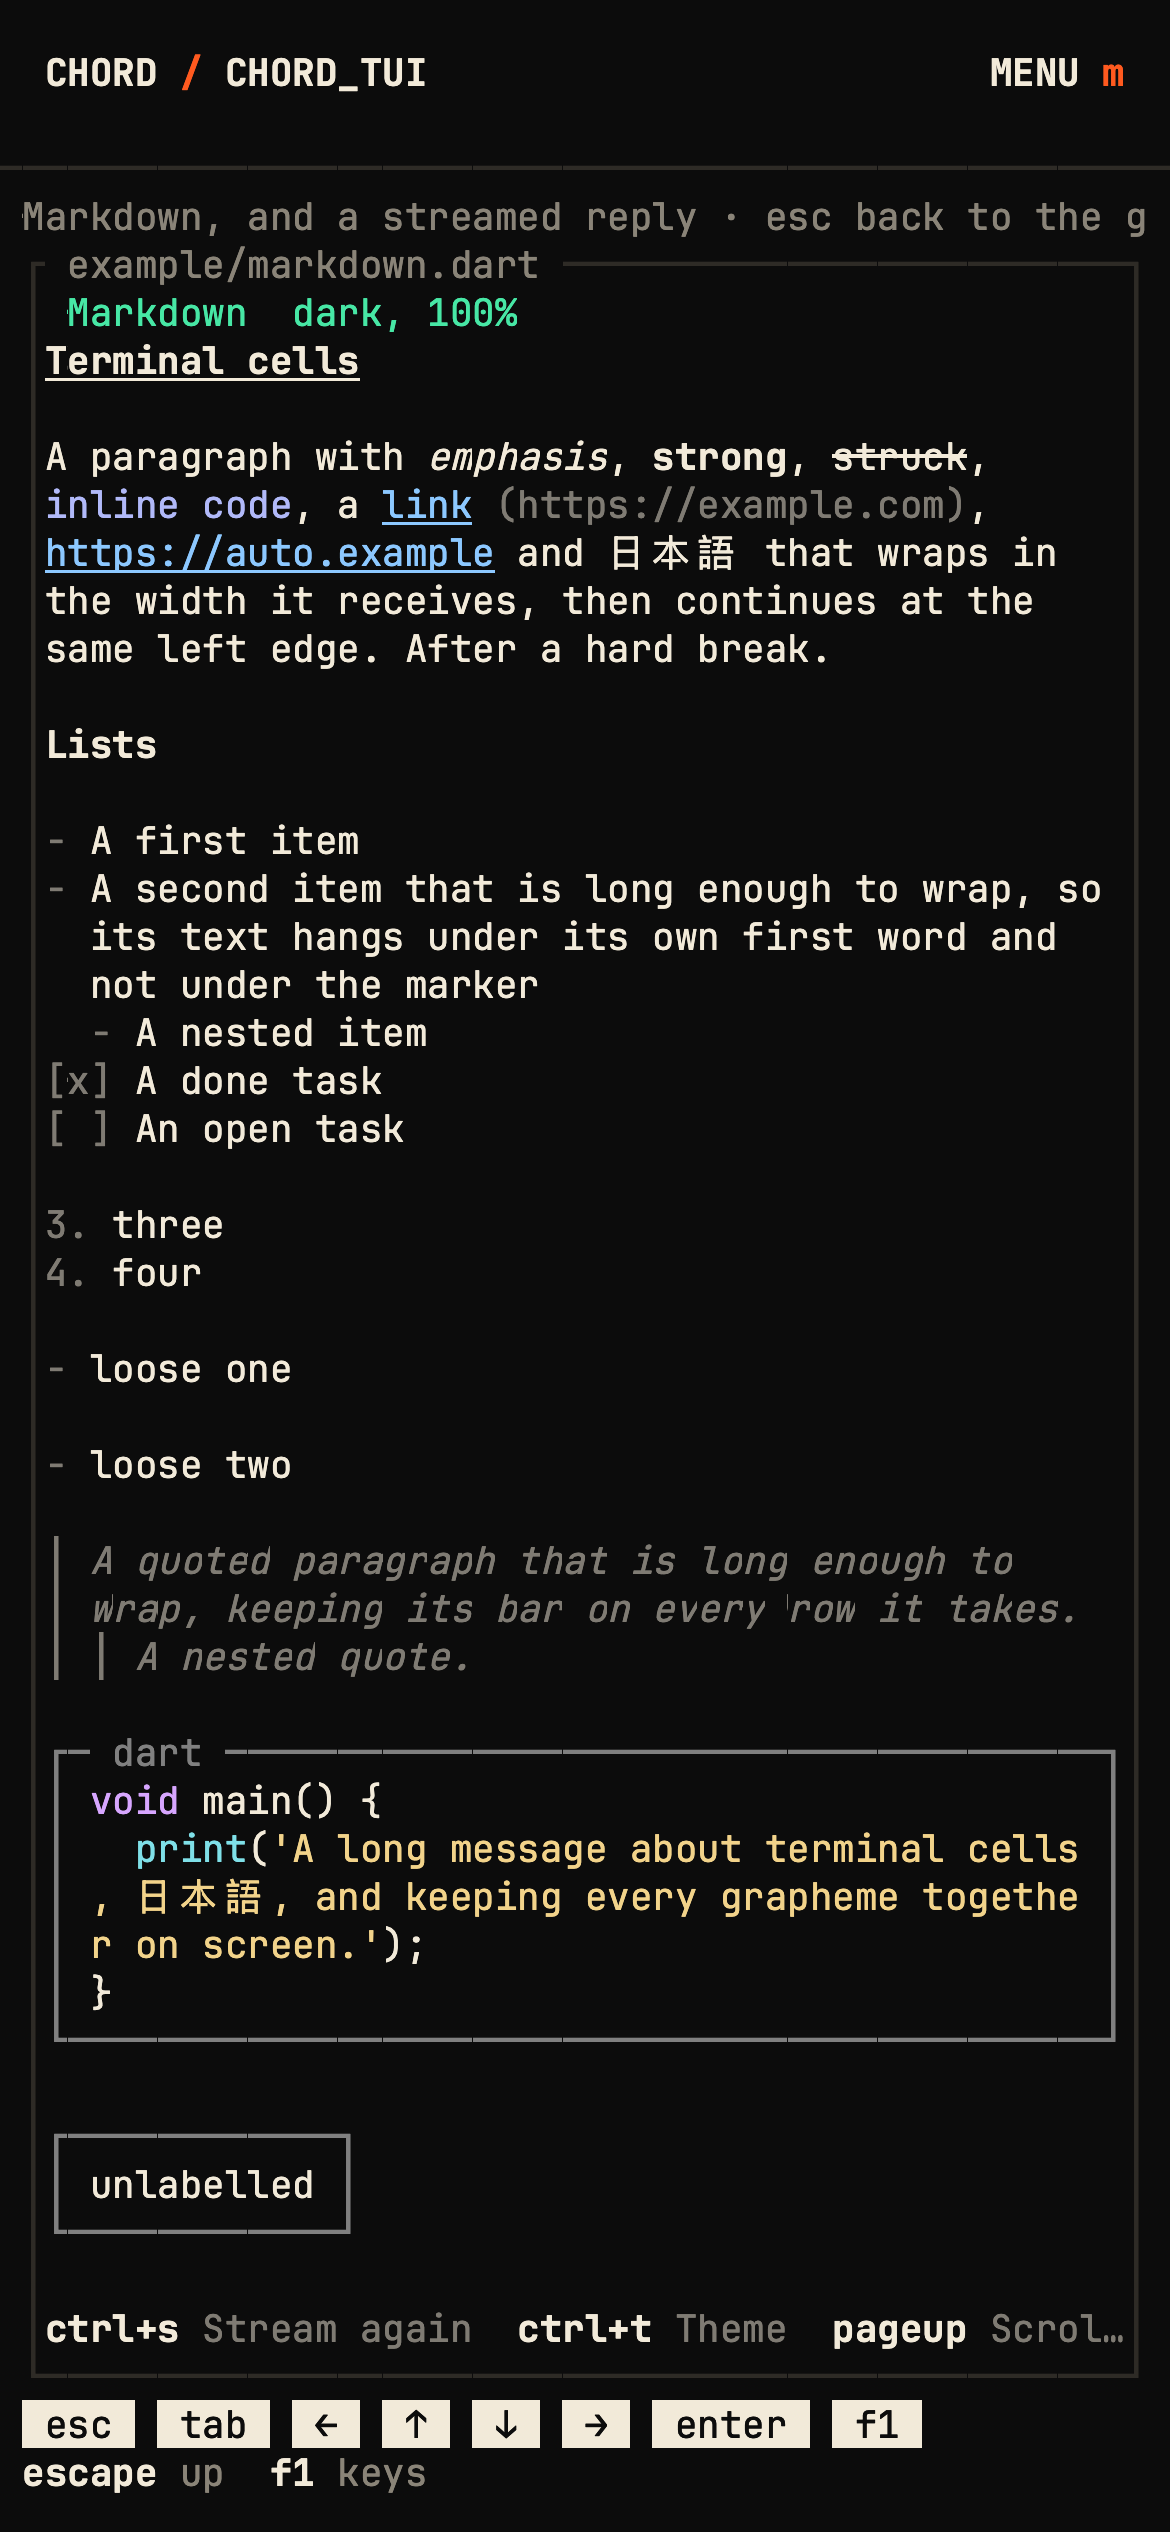 CHORD / CHORD_TUI MENU m
Markdown, and a streamed reply · esc back to the g
example/markdown.dart
Markdown  dark, 100%
Terminal cells
A paragraph with emphasis, strong, struck,
inline code, a link (https://example.com),
https://auto.example and 日本語 that wraps in
the width it receives, then continues at the
same left edge. After a hard break.
Lists
- A first item
- A second item that is long enough to wrap, so
its text hangs under its own first word and
not under the marker
- A nested item
[x] A done task
[ ] An open task
3. three
4. four
- loose one
- loose two
A quoted paragraph that is long enough to
wrap, keeping its bar on every row it takes.
A nested quote.
dart
void main() {
  print('A long message about terminal cells
, 日本語, and keeping every grapheme togethe
r on screen.');
}
unlabelled
ctrl+s Stream again  ctrl+t Theme  pageup Scrol…
esc tab ← ↑ ↓ → enter f1
escape up  f1 keys